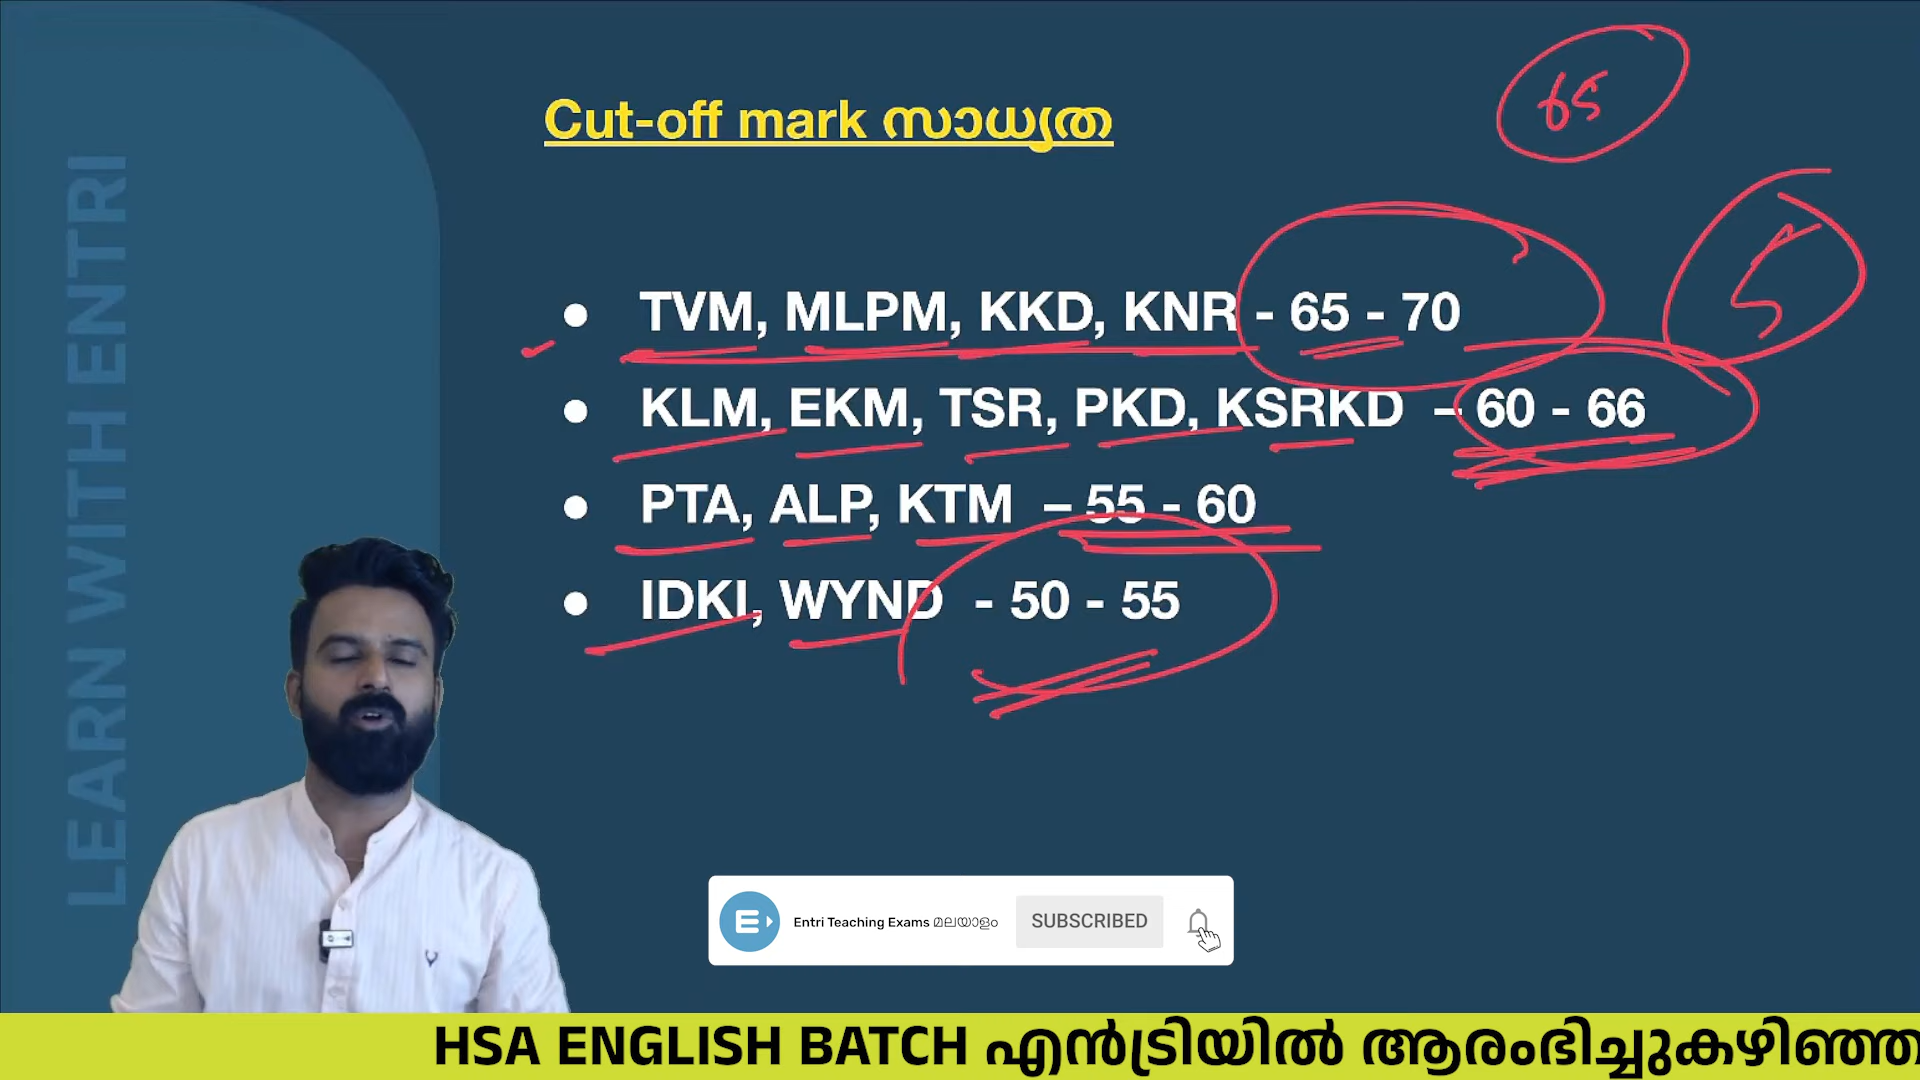 LEARN WITH ENTRI
Cut-off mark സാധ്യത
65
5
TVM, MLPM, KKD, KNR - 65 - 70
KLM, EKM, TSR, PKD, KSRKD – 60 - 66
PTA, ALP, KTM – 55 - 60
IDKI, WYND - 50 - 55
Entri Teaching Exams മലയാളം
SUBSCRIBED
HSA ENGLISH BATCH എൻട്രിയിൽ ആരംഭിച്ചുകഴിഞ്ഞ